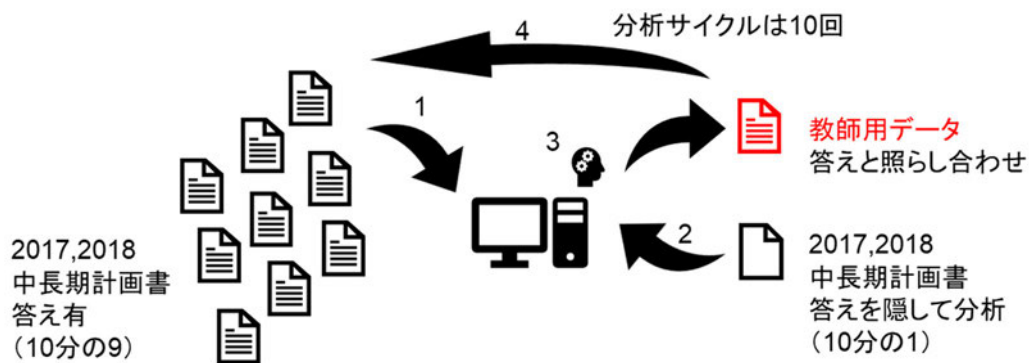 4
分析サイクルは10回
1
3
教師用データ
答えと照らし合わせ
2
2017,2018
中長期計画書
答え有
(10分の9)
2017,2018
中長期計画書
答えを隠して分析
(10分の1)